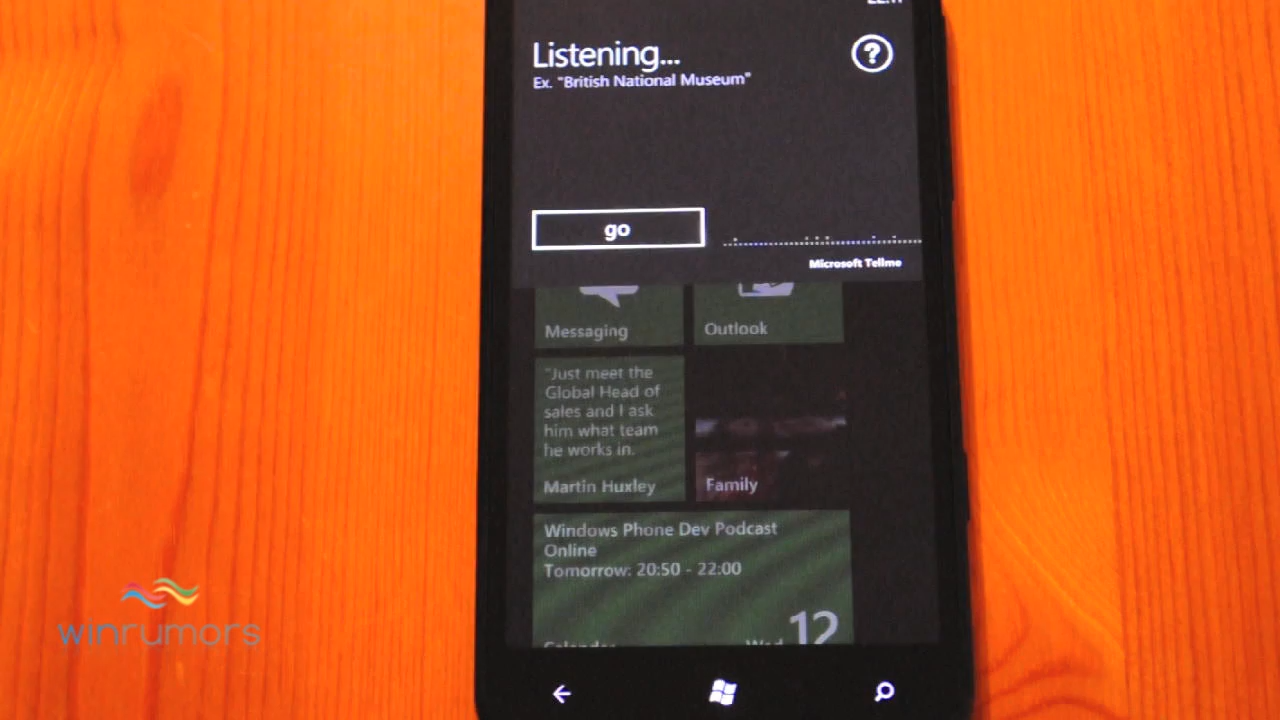 Listening...
Ex. "British National Museum"
go
Microsoft Tellme
Messaging
Outlook
"Just meet the
Global Head of
sales and I ask
him what team
he works in.
Martin Huxley
Family
Windows Phone Dev Podcast
Online
Tomorrow: 20:50 - 22:00
Calendar
Wed 12
winrumors